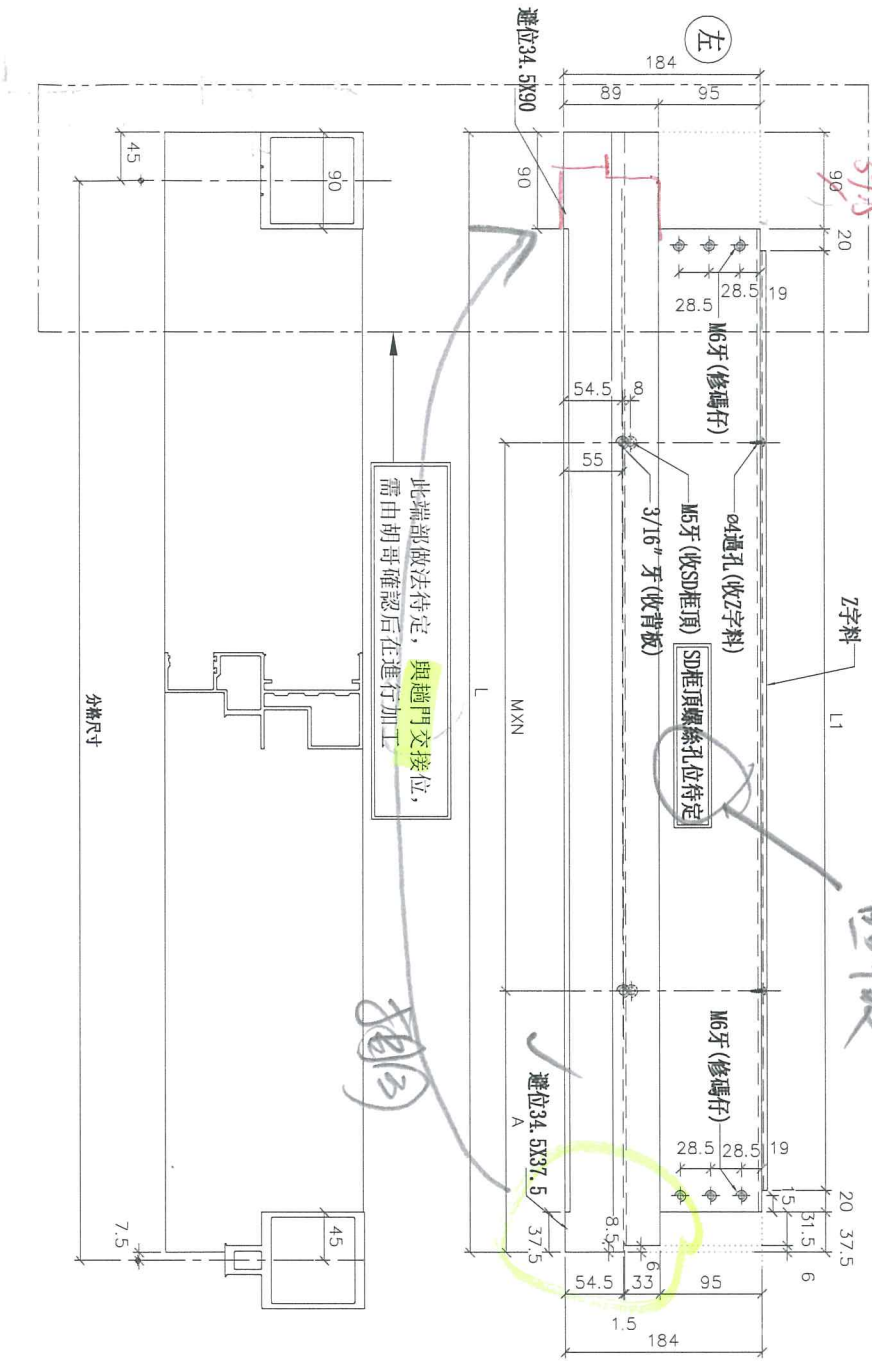 左
184
89
95
避位34.5X90
90
90
20
19
28.5
28.5
M6牙(修碼仔)
54.5
8
55
ø4過孔(收Z字料)
M5牙(收SD框頂)
3/16" 牙(收背板)
SD框頂螺絲孔位待定
Z字料
L1
MXN
L
此端部做法待定，與趟門交接位，
需由胡哥確認后在進行加工
M6牙(修碼仔)
28.5
28.5
19
15
20
31.5
37.5
6
避位34.5X37.5
A
37.5
8.5
6
54.5
33
95
1.5
184
45
90
45
7.5
分格尺寸